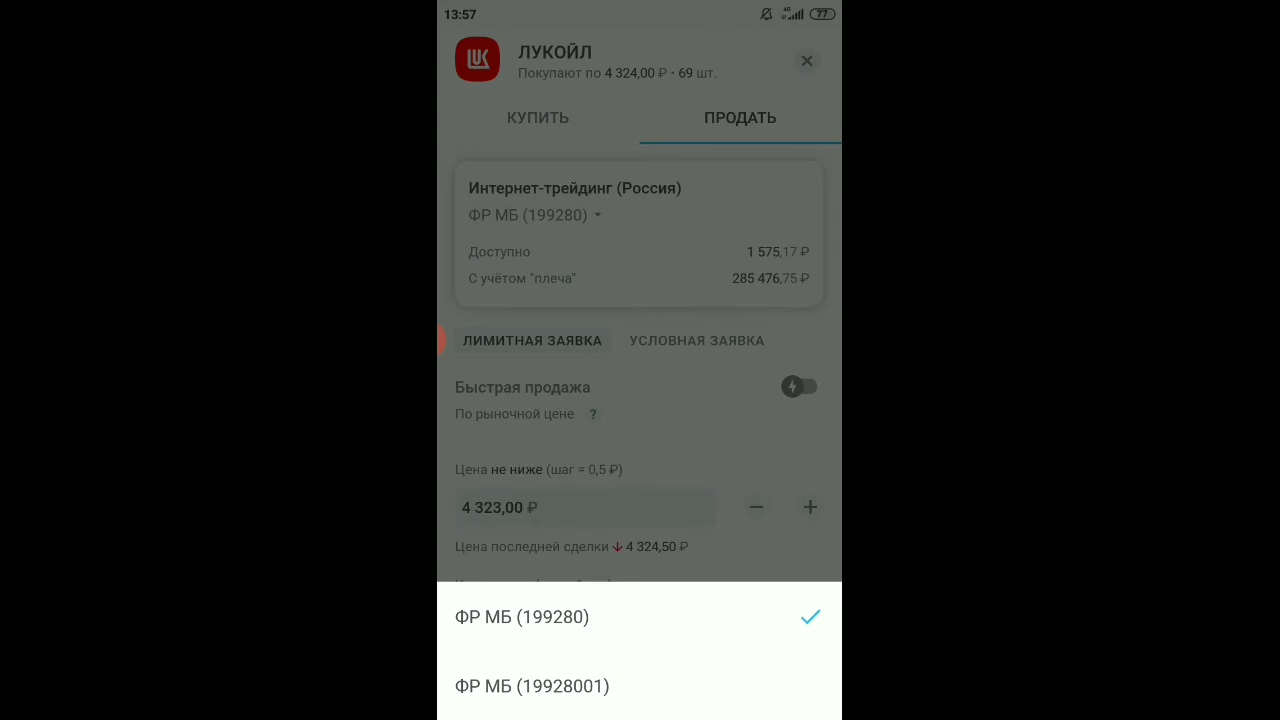 13:57
4G
77
ЛУКОЙЛ
Покупают по 4 324,00 ₽ • 69 шт.
КУПИТЬ
ПРОДАТЬ
Интернет-трейдинг (Россия)
ФР МБ (199280)
Доступно 1 575,17 ₽
С учётом "плеча" 285 476,75 ₽
ЛИМИТНАЯ ЗАЯВКА
УСЛОВНАЯ ЗАЯВКА
Быстрая продажа
По рыночной цене ?
Цена не ниже (шаг = 0,5 ₽)
4 323,00 ₽
Цена последней сделки 4 324,50 ₽
ФР МБ (199280)
ФР МБ (19928001)